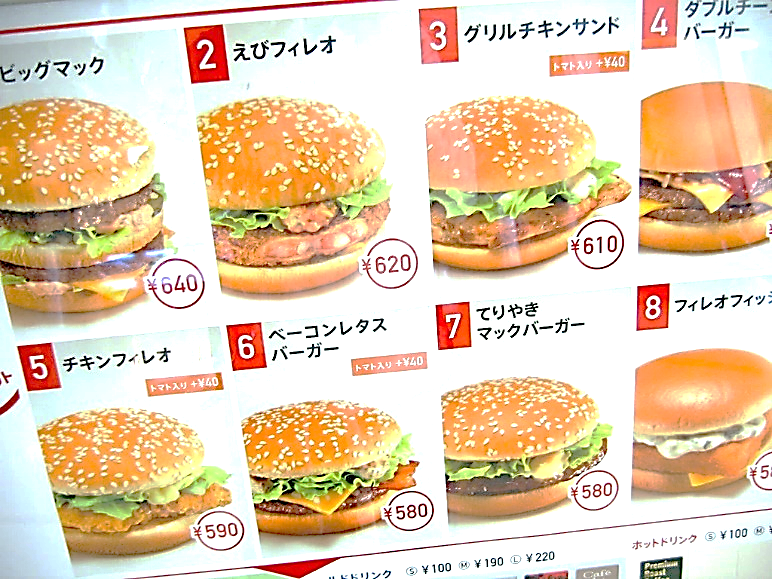 ビッグマック
¥640
2 えびフィレオ
¥620
3 グリルチキンサンド
トマト入り +¥40
¥610
4 ダブルチー
バーガー
5 チキンフィレオ
トマト入り +¥40
¥590
6 ベーコンレタス
バーガー
トマト入り +¥40
¥580
7 てりやき
マックバーガー
¥580
8 フィレオフィッ
ルドドリンク Ⓢ ¥100 Ⓜ ¥190 Ⓛ ¥220
ホットドリンク Ⓢ ¥100 Ⓜ
Premium
Roast
Cafe